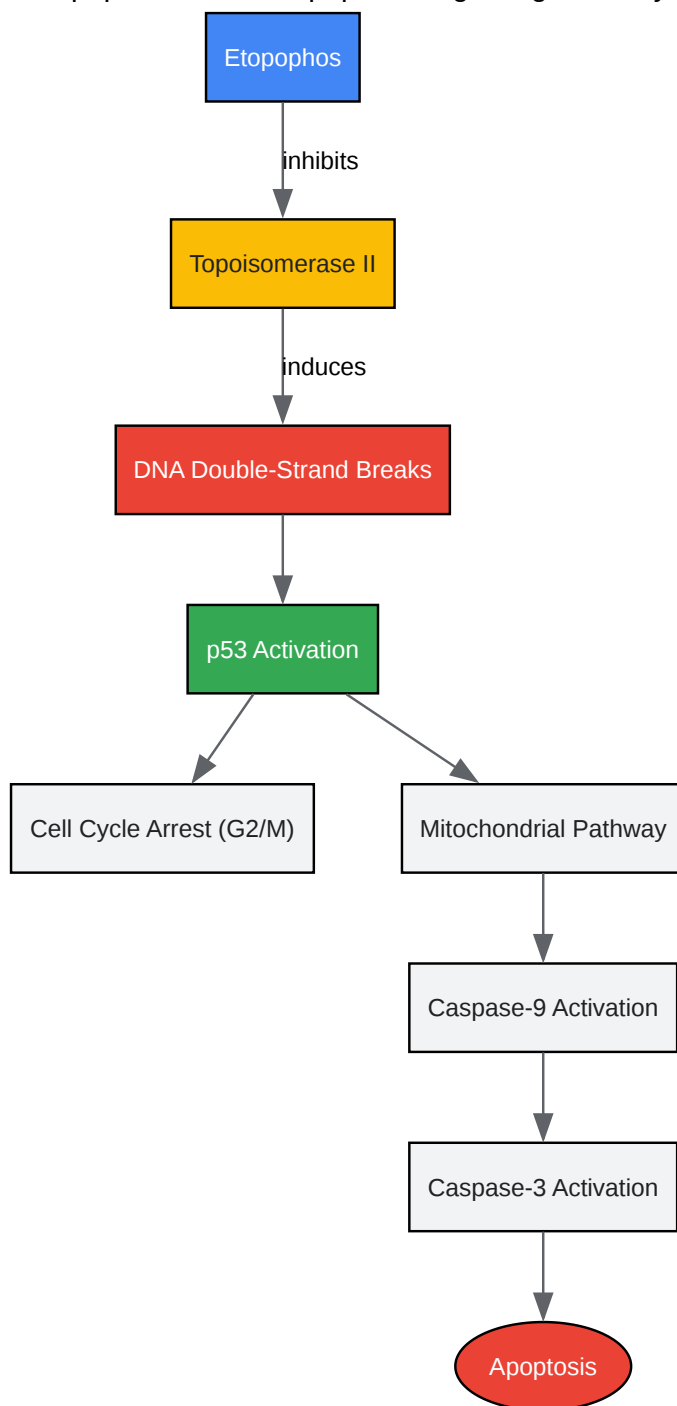 Etopophos
inhibits
Topoisomerase II
induces
DNA Double-Strand Breaks
p53 Activation
Cell Cycle Arrest (G2/M)
Mitochondrial Pathway
Caspase-9 Activation
Caspase-3 Activation
Apoptosis